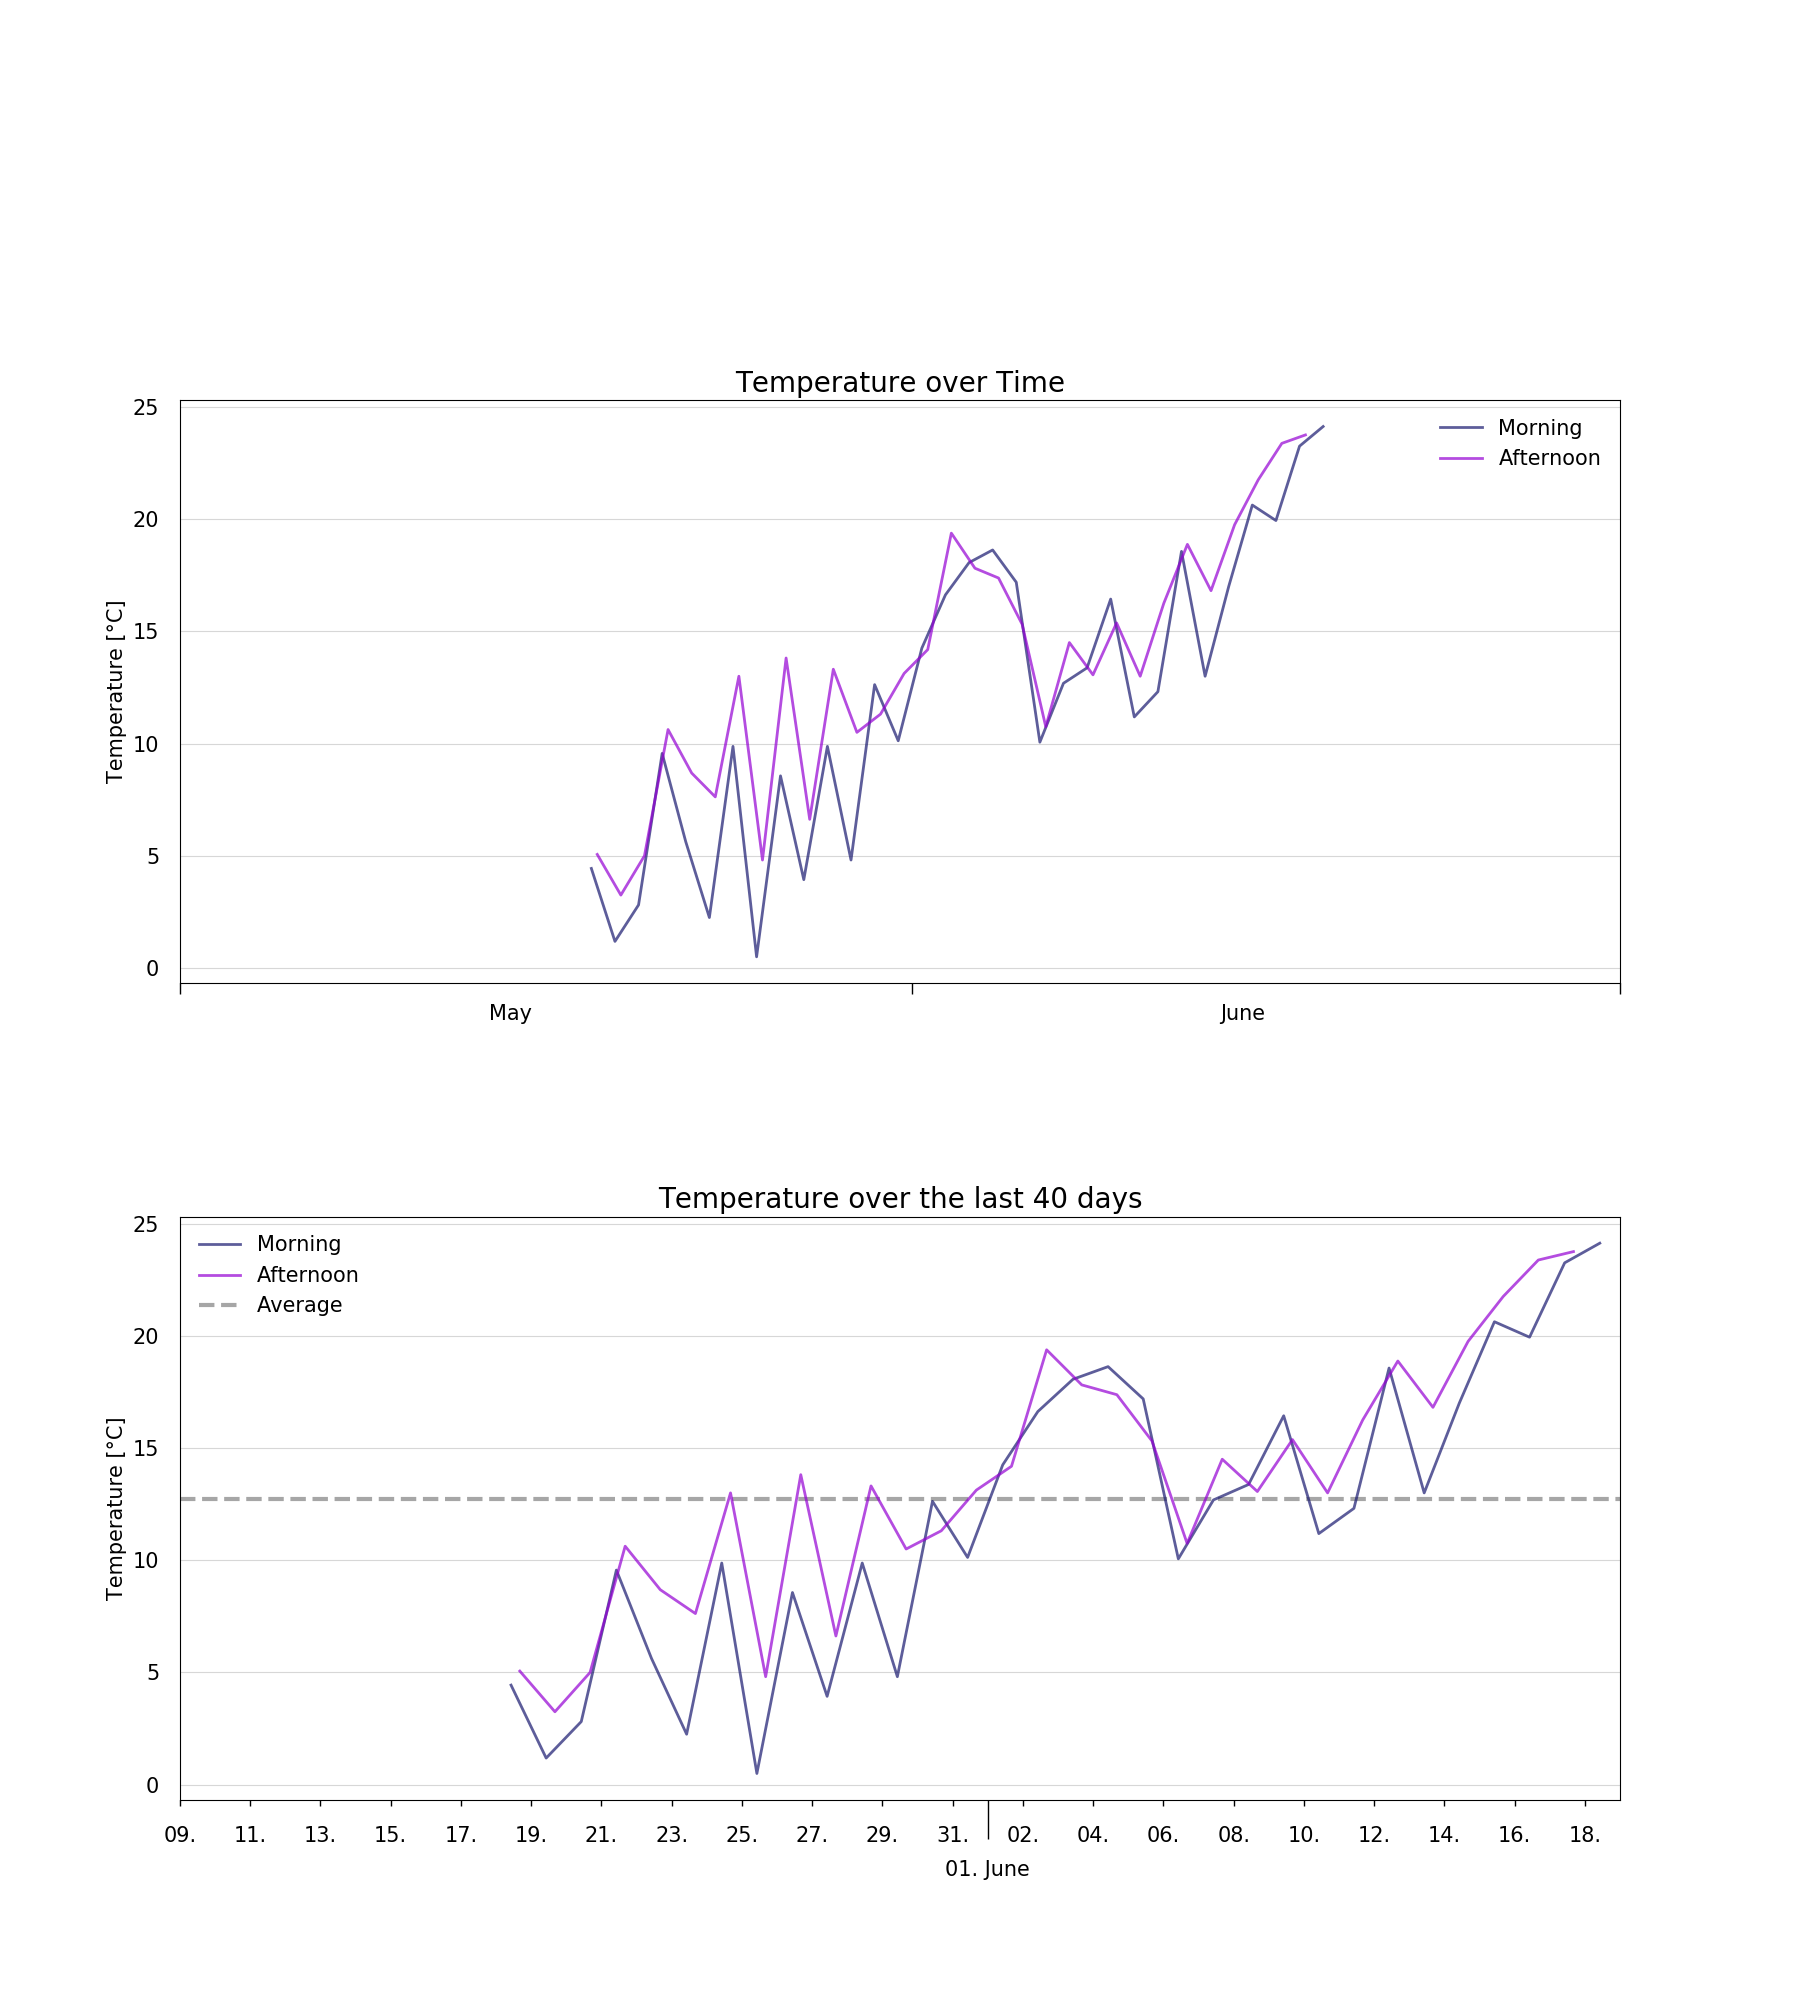 Temperature over Time
Temperature [°C]
25
20
15
10
5
0
Morning
Afternoon
May June
Temperature over the last 40 days
Temperature [°C]
25
20
15
10
5
0
Morning
Afternoon
Average
09. 11. 13. 15. 17. 19. 21. 23. 25. 27. 29. 31. 02. 04. 06. 08. 10. 12. 14. 16. 18.
01. June